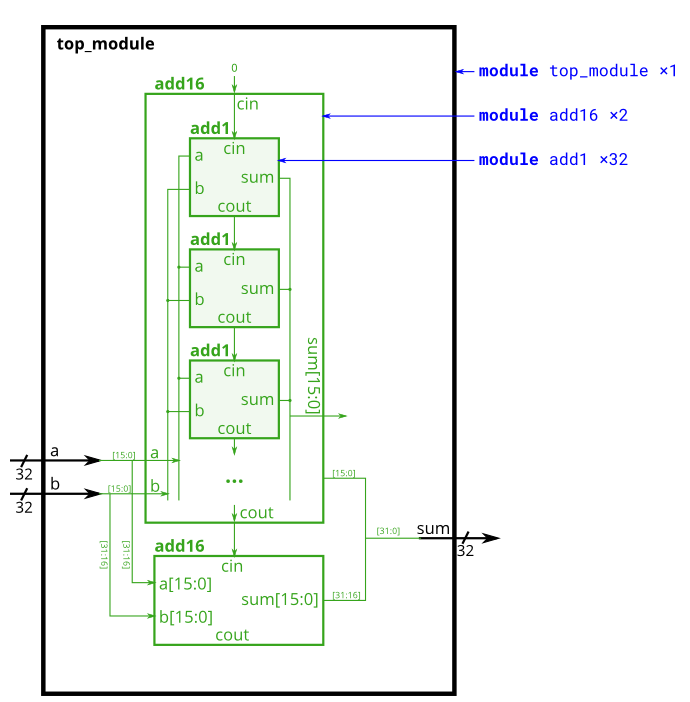 top_module
module top_module ×1
0
add16
cin
module add16 ×2
add1
cin
module add1 ×32
a
b
sum
cout
add1
cin
a
b
sum
cout
add1
cin
a
b
sum
cout
sum[15:0]
a
[15:0]
a
32
...
[15:0]
b
[15:0]
b
32
cout
[31:16]
[31:16]
[31:0]
sum
32
add16
cin
a[15:0]
sum[15:0]
[31:16]
b[15:0]
cout